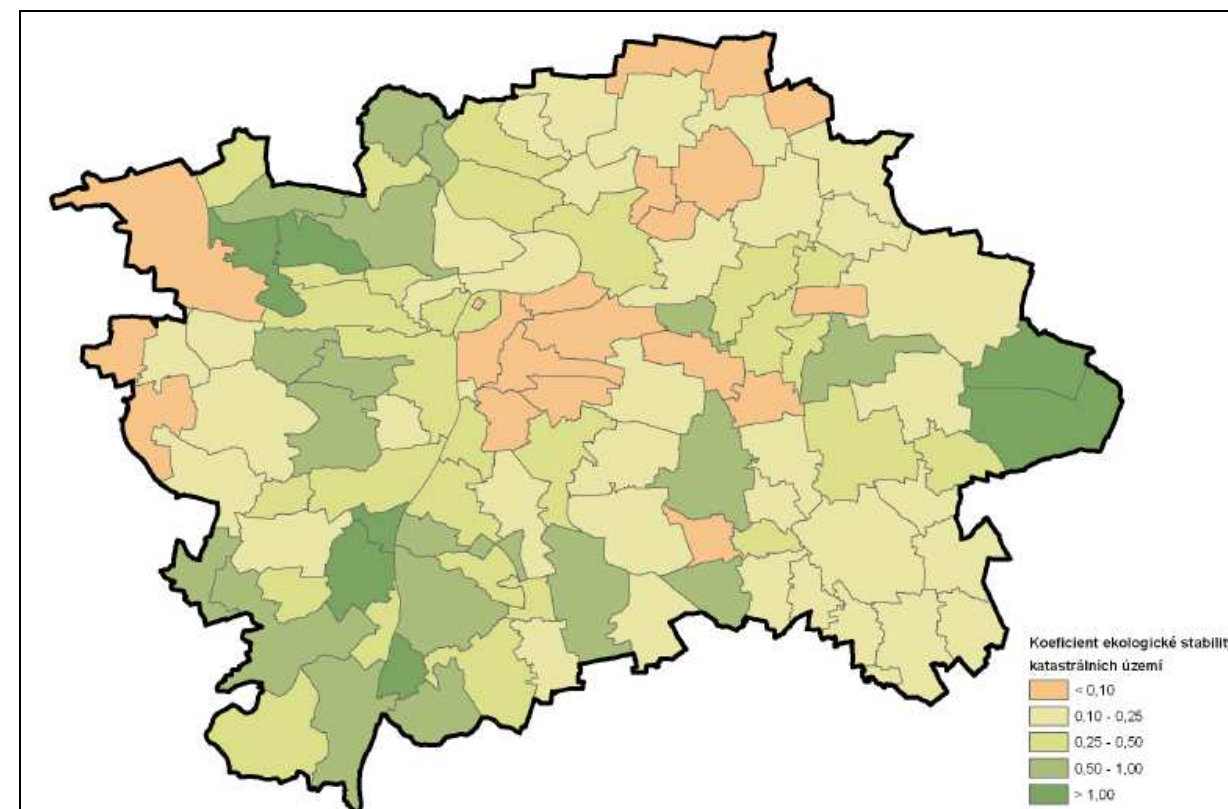 Koeficient ekologické stability
katastrálních území
< 0,10
0,10 - 0,25
0,25 - 0,50
0,50 - 1,00
> 1,00